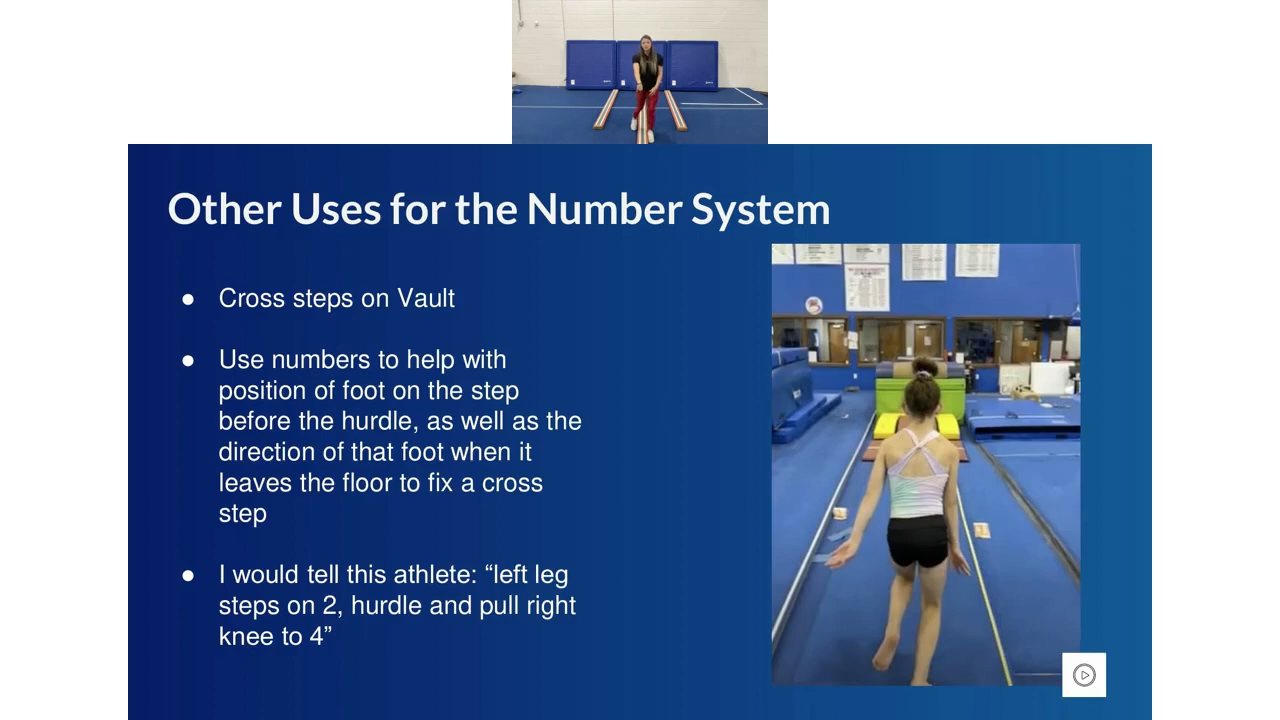 Other Uses for the Number System
● Cross steps on Vault
● Use numbers to help with
position of foot on the step
before the hurdle, as well as the
direction of that foot when it
leaves the floor to fix a cross
step
● I would tell this athlete: “left leg
steps on 2, hurdle and pull right
knee to 4”